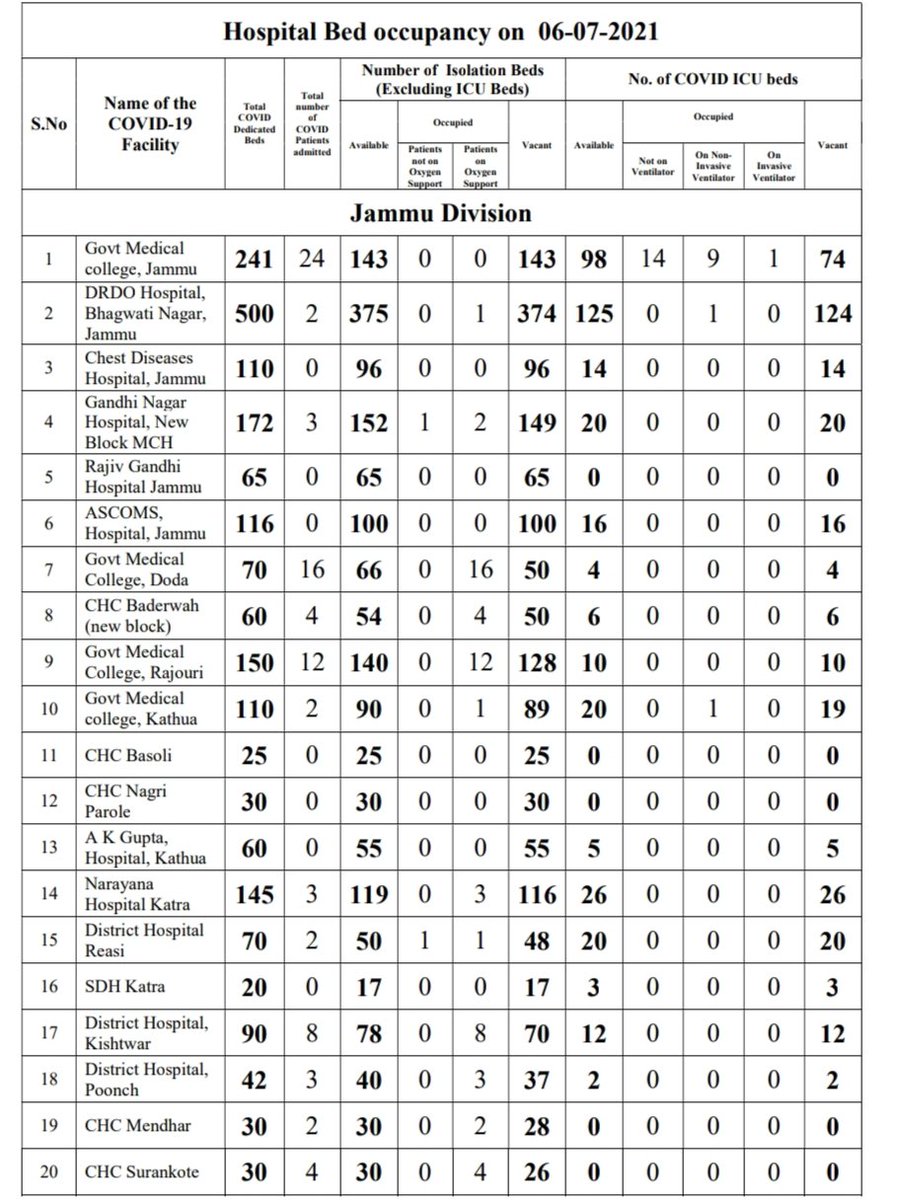 Hospital Bed occupancy on 06-07-2021
S.No
Name of the
COVID-19
Facility
Total
COVID
Dedicated
Beds
Total
number
of
COVID
Patients
admitted
Number of Isolation Beds
(Excluding ICU Beds)
No. of COVID ICU beds
Available
Occupied
Patients
not on
Oxygen
Support
Patients
on
Oxygen
Support
Vacant
Available
Occupied
Not on
Ventilator
On Non-
Invasive
Ventilator
On
Invasive
Ventilator
Vacant
Jammu Division
1 Govt Medical
college, Jammu 241 24 143 0 0 143 98 14 9 1 74
2 DRDO Hospital,
Bhagwati Nagar,
Jammu 500 2 375 0 1 374 125 0 1 0 124
3 Chest Diseases
Hospital, Jammu 110 0 96 0 0 96 14 0 0 0 14
4 Gandhi Nagar
Hospital, New
Block MCH 172 3 152 1 2 149 20 0 0 0 20
5 Rajiv Gandhi
Hospital Jammu 65 0 65 0 0 65 0 0 0 0 0
6 ASCOMS,
Hospital, Jammu 116 0 100 0 0 100 16 0 0 0 16
7 Govt Medical
College, Doda 70 16 66 0 16 50 4 0 0 0 4
8 CHC Baderwah
(new block) 60 4 54 0 4 50 6 0 0 0 6
9 Govt Medical
College, Rajouri 150 12 140 0 12 128 10 0 0 0 10
10 Govt Medical
college, Kathua 110 2 90 0 1 89 20 0 1 0 19
11 CHC Basoli 25 0 25 0 0 25 0 0 0 0 0
12 CHC Nagri
Parole 30 0 30 0 0 30 0 0 0 0 0
13 A K Gupta,
Hospital, Kathua 60 0 55 0 0 55 5 0 0 0 5
14 Narayana
Hospital Katra 145 3 119 0 3 116 26 0 0 0 26
15 District Hospital
Reasi 70 2 50 1 1 48 20 0 0 0 20
16 SDH Katra 20 0 17 0 0 17 3 0 0 0 3
17 District Hospital,
Kishtwar 90 8 78 0 8 70 12 0 0 0 12
18 District Hospital,
Poonch 42 3 40 0 3 37 2 0 0 0 2
19 CHC Mendhar 30 2 30 0 2 28 0 0 0 0 0
20 CHC Surankote 30 4 30 0 4 26 0 0 0 0 0